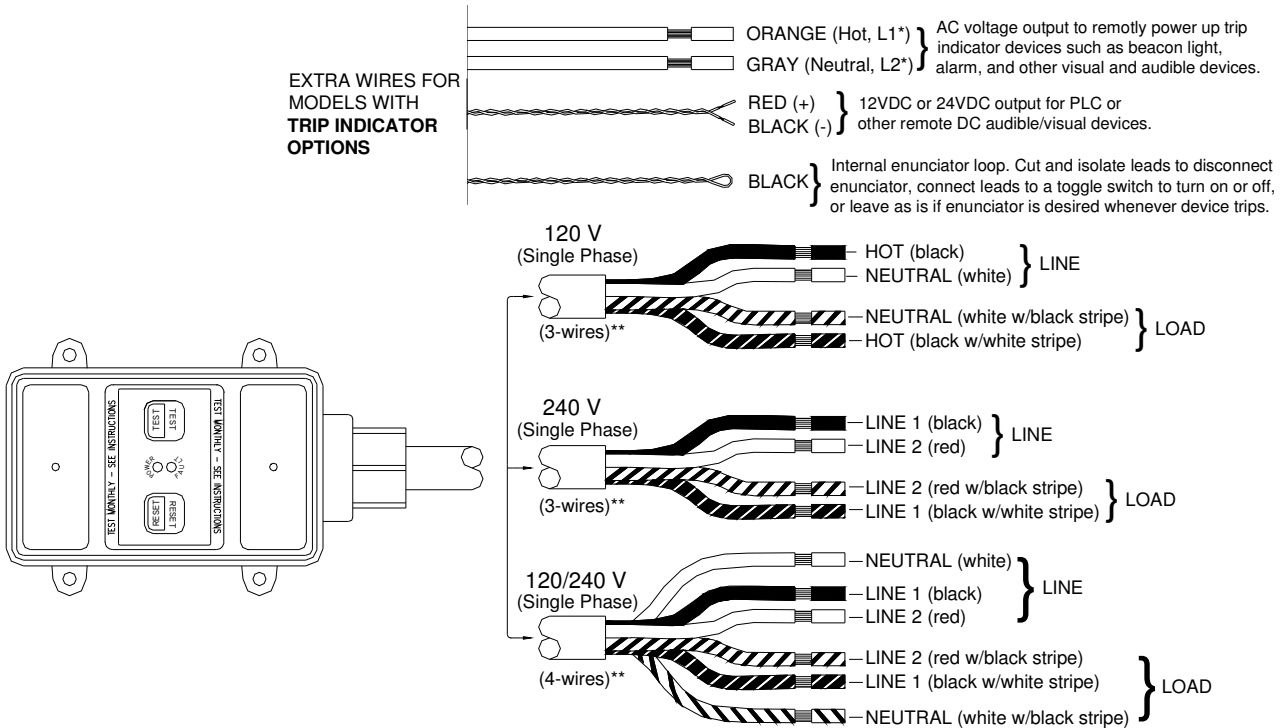 ORANGE (Hot, L1*)
GRAY (Neutral, L2*)
AC voltage output to remotly power up trip
indicator devices such as beacon light,
alarm, and other visual and audible devices.
EXTRA WIRES FOR
MODELS WITH
TRIP INDICATOR
OPTIONS
RED (+)
BLACK (-)
12VDC or 24VDC output for PLC or
other remote DC audible/visual devices.
BLACK
Internal enunciator loop. Cut and isolate leads to disconnect
enunciator, connect leads to a toggle switch to turn on or off,
or leave as is if enunciator is desired whenever device trips.
120 V
(Single Phase)
(3-wires)**
HOT (black)
NEUTRAL (white)
LINE
NEUTRAL (white w/black stripe)
HOT (black w/white stripe)
LOAD
TEST MONTHLY - SEE INSTRUCTIONS
TEST
TEST
POWER
FAULT
RESET
RESET
TEST MONTHLY - SEE INSTRUCTIONS
240 V
(Single Phase)
(3-wires)**
LINE 1 (black)
LINE 2 (red)
LINE
LINE 2 (red w/black stripe)
LINE 1 (black w/white stripe)
LOAD
120/240 V
(Single Phase)
(4-wires)**
NEUTRAL (white)
LINE 1 (black)
LINE 2 (red)
LINE
LINE 2 (red w/black stripe)
LINE 1 (black w/white stripe)
NEUTRAL (white w/black stripe)
LOAD